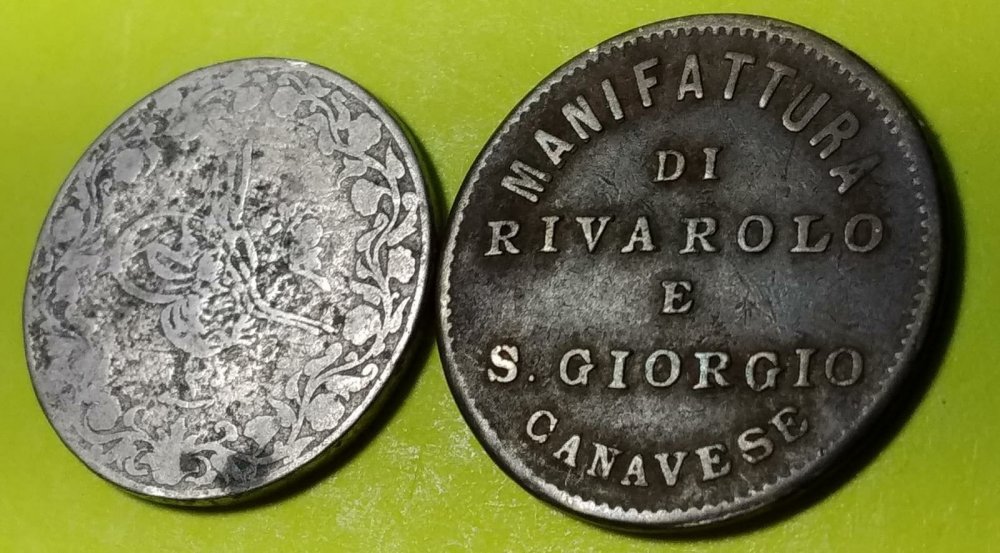 MANIFATTURA
DI
RIVAROLO
E
S. GIORGIO
CANAVESE